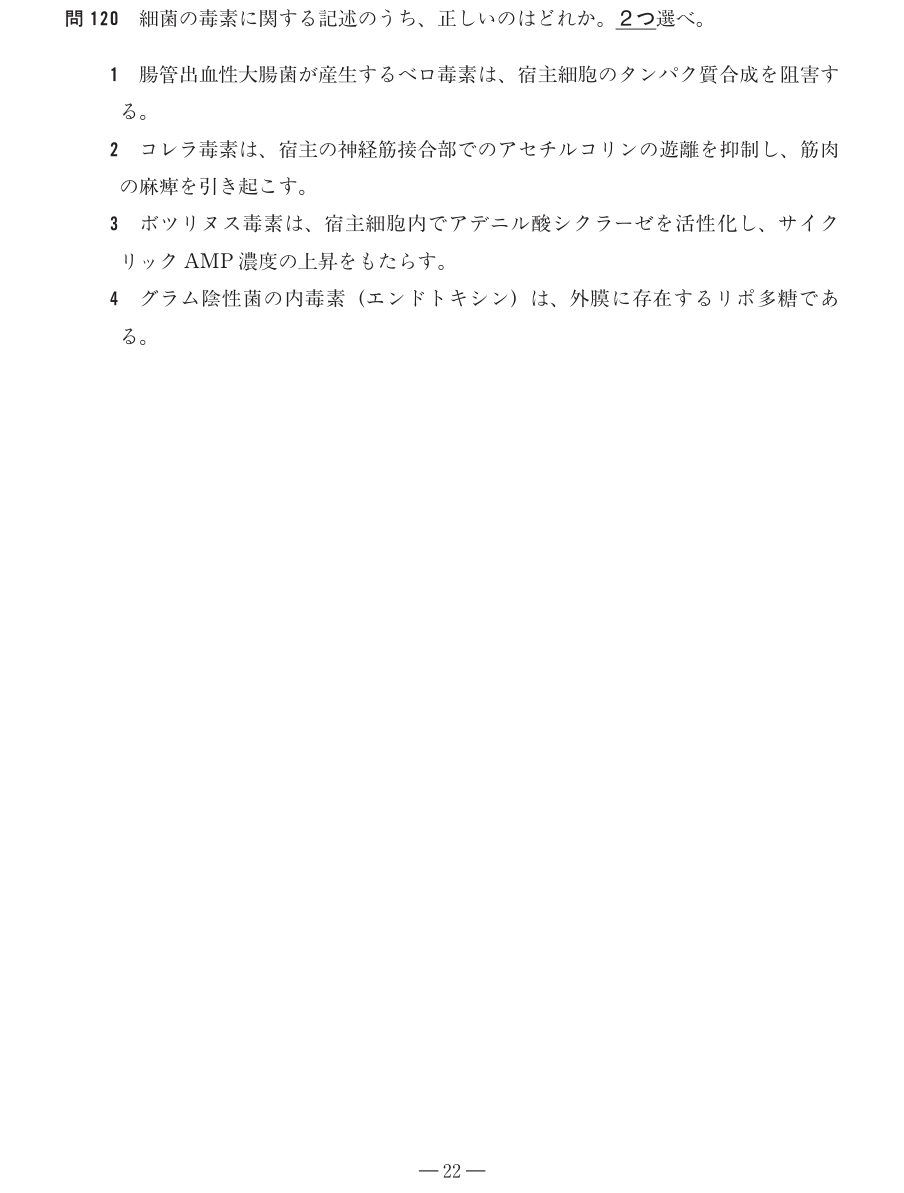 問 120　細菌の毒素に関する記述のうち、正しいのはどれか。２つ選べ。
1　腸管出血性大腸菌が産生するベロ毒素は、宿主細胞のタンパク質合成を阻害す
る。
2　コレラ毒素は、宿主の神経筋接合部でのアセチルコリンの遊離を抑制し、筋肉
の麻痺を引き起こす。
3　ボツリヌス毒素は、宿主細胞内でアデニル酸シクラーゼを活性化し、サイク
リック AMP 濃度の上昇をもたらす。
4　グラム陰性菌の内毒素（エンドトキシン）は、外膜に存在するリポ多糖であ
る。
— 22 —